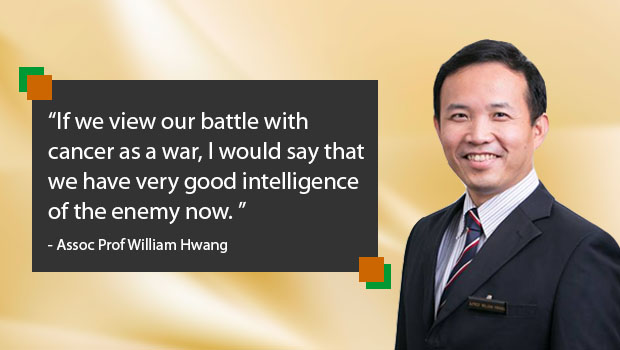 “If we view our battle with
cancer as a war, I would say that
we have very good intelligence
of the enemy now. ”
- Assoc Prof William Hwang